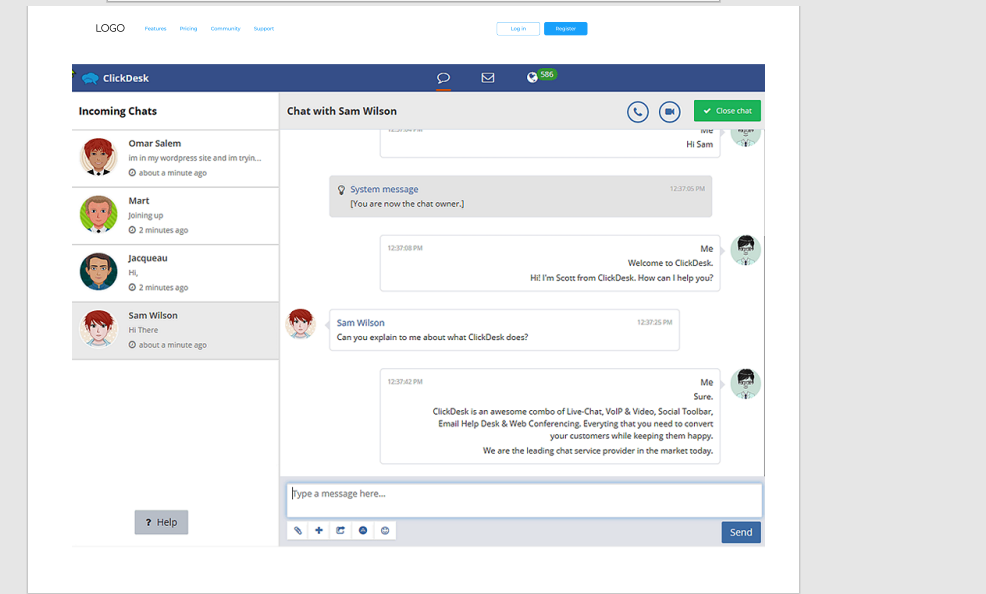 LOGO
Features
Pricing
Community
Support
Log in
Register
ClickDesk
586
Incoming Chats
Omar Salem
im in my wordpress site and im tryin...
about a minute ago
Mart
Joining up
2 minutes ago
Jacqueau
Hi,
2 minutes ago
Sam Wilson
Hi There
about a minute ago
? Help
Chat with Sam Wilson
Close chat
Me
Hi Sam
System message
12:37:05 PM
[You are now the chat owner.]
12:37:08 PM
Me
Welcome to ClickDesk.
Hi! I'm Scott from ClickDesk. How can I help you?
Sam Wilson
12:37:25 PM
Can you explain to me about what ClickDesk does?
12:37:42 PM
Me
Sure.
ClickDesk is an awesome combo of Live-Chat, VoIP & Video, Social Toolbar,
Email Help Desk & Web Conferencing. Everyting that you need to convert
your customers while keeping them happy.
We are the leading chat service provider in the market today.
Type a message here...
Send